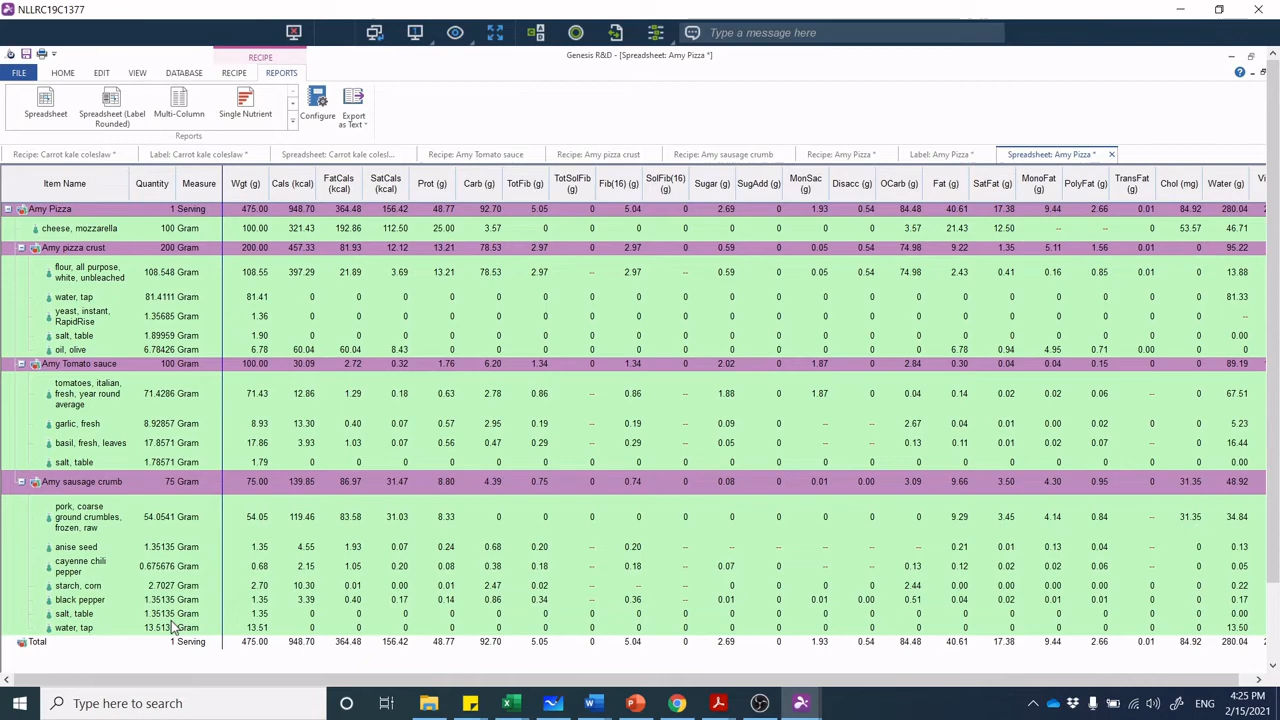 NLLRC19C1377
Type a message here
RECIPE
Genesis R&D - [Spreadsheet: Amy Pizza *]
FILE HOME EDIT VIEW DATABASE RECIPE REPORTS
Spreadsheet Spreadsheet (Label Rounded) Multi-Column Single Nutrient Configure Export as Text
Reports
Recipe: Carrot kale coleslaw * Label: Carrot kale coleslaw * Spreadsheet: Carrot kale colesl... Recipe: Amy Tomato sauce Recipe: Amy pizza crust Recipe: Amy sausage crumb Recipe: Amy Pizza * Label: Amy Pizza * Spreadsheet: Amy Pizza *
Item Name Quantity Measure Wgt (g) Cals (kcal) FatCals (kcal) SatCals (kcal) Prot (g) Carb (g) TotFib (g) TotSolFib (g) Fib(16) (g) SolFib(16) (g) Sugar (g) SugAdd (g) MonSac (g) Disacc (g) OCarb (g) Fat (g) SatFat (g) MonoFat (g) PolyFat (g) TransFat (g) Chol (mg) Water (g)
Amy Pizza 1 Serving 475.00 948.70 364.48 156.42 48.77 92.70 5.05 0 5.04 0 2.69 0 1.93 0.54 84.48 40.61 17.38 9.44 2.66 0.01 84.92 280.04
cheese, mozzarella 100 Gram 100.00 321.43 192.86 112.50 25.00 3.57 0 0 0 0 0 0 0 0 3.57 21.43 12.50 -- -- 0 53.57 46.71
Amy pizza crust 200 Gram 200.00 457.33 81.93 12.12 13.21 78.53 2.97 0 2.97 0 0.59 0 0.05 0.54 74.98 9.22 1.35 5.11 1.56 0.01 0 95.22
flour, all purpose, white, unbleached 108.548 Gram 108.55 397.29 21.89 3.69 13.21 78.53 2.97 -- 2.97 -- 0.59 0 0.05 0.54 74.98 2.43 0.41 0.16 0.85 0.01 0 13.88
water, tap 81.4111 Gram 81.41 0 0 0 0 0 0 0 0 0 0 0 0 0 0 0 0 0 0 0 0 81.33
yeast, instant, RapidRise 1.35685 Gram 1.36 0 0 0 0 0 0 0 0 0 0 0 0 0 0 0 0 0 0 0 0 --
salt, table 1.89959 Gram 1.90 0 0 0 0 0 0 0 0 0 0 0 0 0 0 0 0 0 0 0 0 0.00
oil, olive 6.78426 Gram 6.78 60.04 60.04 8.43 0 0 0 0 0 0 0 0 0 0 0 6.78 0.94 4.95 0.71 0.00 0 0
Amy Tomato sauce 100 Gram 100.00 30.09 2.72 0.32 1.76 6.20 1.34 0 1.34 0 2.02 0 1.87 0 2.84 0.30 0.04 0.04 0.15 0 0 89.19
tomatoes, italian, fresh, year round average 71.4286 Gram 71.43 12.86 1.29 0.18 0.63 2.78 0.86 -- 0.86 -- 1.88 0 1.87 0 0.04 0.14 0.02 0.02 0.06 0 0 67.51
garlic, fresh 8.92857 Gram 8.93 13.30 0.40 0.07 0.57 2.95 0.19 -- 0.19 -- 0.09 0 -- -- 2.67 0.04 0.01 0.00 0.02 0 0 5.23
basil, fresh, leaves 17.8571 Gram 17.86 3.93 1.03 0.07 0.56 0.47 0.29 -- 0.29 -- 0.05 0 0.13 0.11 0.01 0.02 0.07 0 0 16.44
salt, table 1.78571 Gram 1.79 0 0 0 0 0 0 0 0 0 0 0 0 0 0 0 0 0 0 0 0 0.00
Amy sausage crumb 75 Gram 75.00 139.85 86.97 31.47 8.80 4.39 0.75 0 0.74 0 0.08 0 0.01 0.00 3.09 9.66 3.50 4.30 0.95 -- 31.35 48.92
pork, coarse ground crumbles, frozen, raw 54.0541 Gram 54.05 119.46 83.58 31.03 8.33 0 0 0 0 0 0 0 0 0 0 9.29 3.45 4.14 0.84 -- 31.35 34.84
anise seed 1.35135 Gram 1.35 4.55 1.93 0.07 0.24 0.68 0.20 -- 0.20 -- -- -- -- -- -- 0.21 0.01 0.13 0.04 -- 0 0.13
cayenne chili pepper 0.675676 Gram 0.68 2.15 1.05 0.20 0.08 0.38 0.18 -- 0.18 -- 0.07 0 -- -- 0.13 0.12 0.02 0.02 0.06 -- 0 0.05
starch, corn 2.7027 Gram 2.70 10.30 0.01 0.00 0.01 2.47 0.02 -- -- -- 0 0 0 0 2.44 0.00 0.00 0.00 0.00 0 0 0.22
black pepper 1.35135 Gram 1.35 3.39 0.40 0.17 0.14 0.86 0.34 -- 0.36 -- 0.01 0 0.01 0.00 0.51 0.04 0.02 0.01 0.01 0 0 0.17
salt, table 1.35135 Gram 1.35 0 0 0 0 0 0 0 0 0 0 0 0 0 0 0 0 0 0 0 0 0.00
water, tap 13.513 Gram 13.51 0 0 0 0 0 0 0 0 0 0 0 0 0 0 0 0 0 0 0 0 13.50
Total 1 Serving 475.00 948.70 364.48 156.42 48.77 92.70 5.05 0 5.04 0 2.69 0 1.93 0.54 84.48 40.61 17.38 9.44 2.66 0.01 84.92 280.04
Type here to search
ENG
4:25 PM
2/15/2021